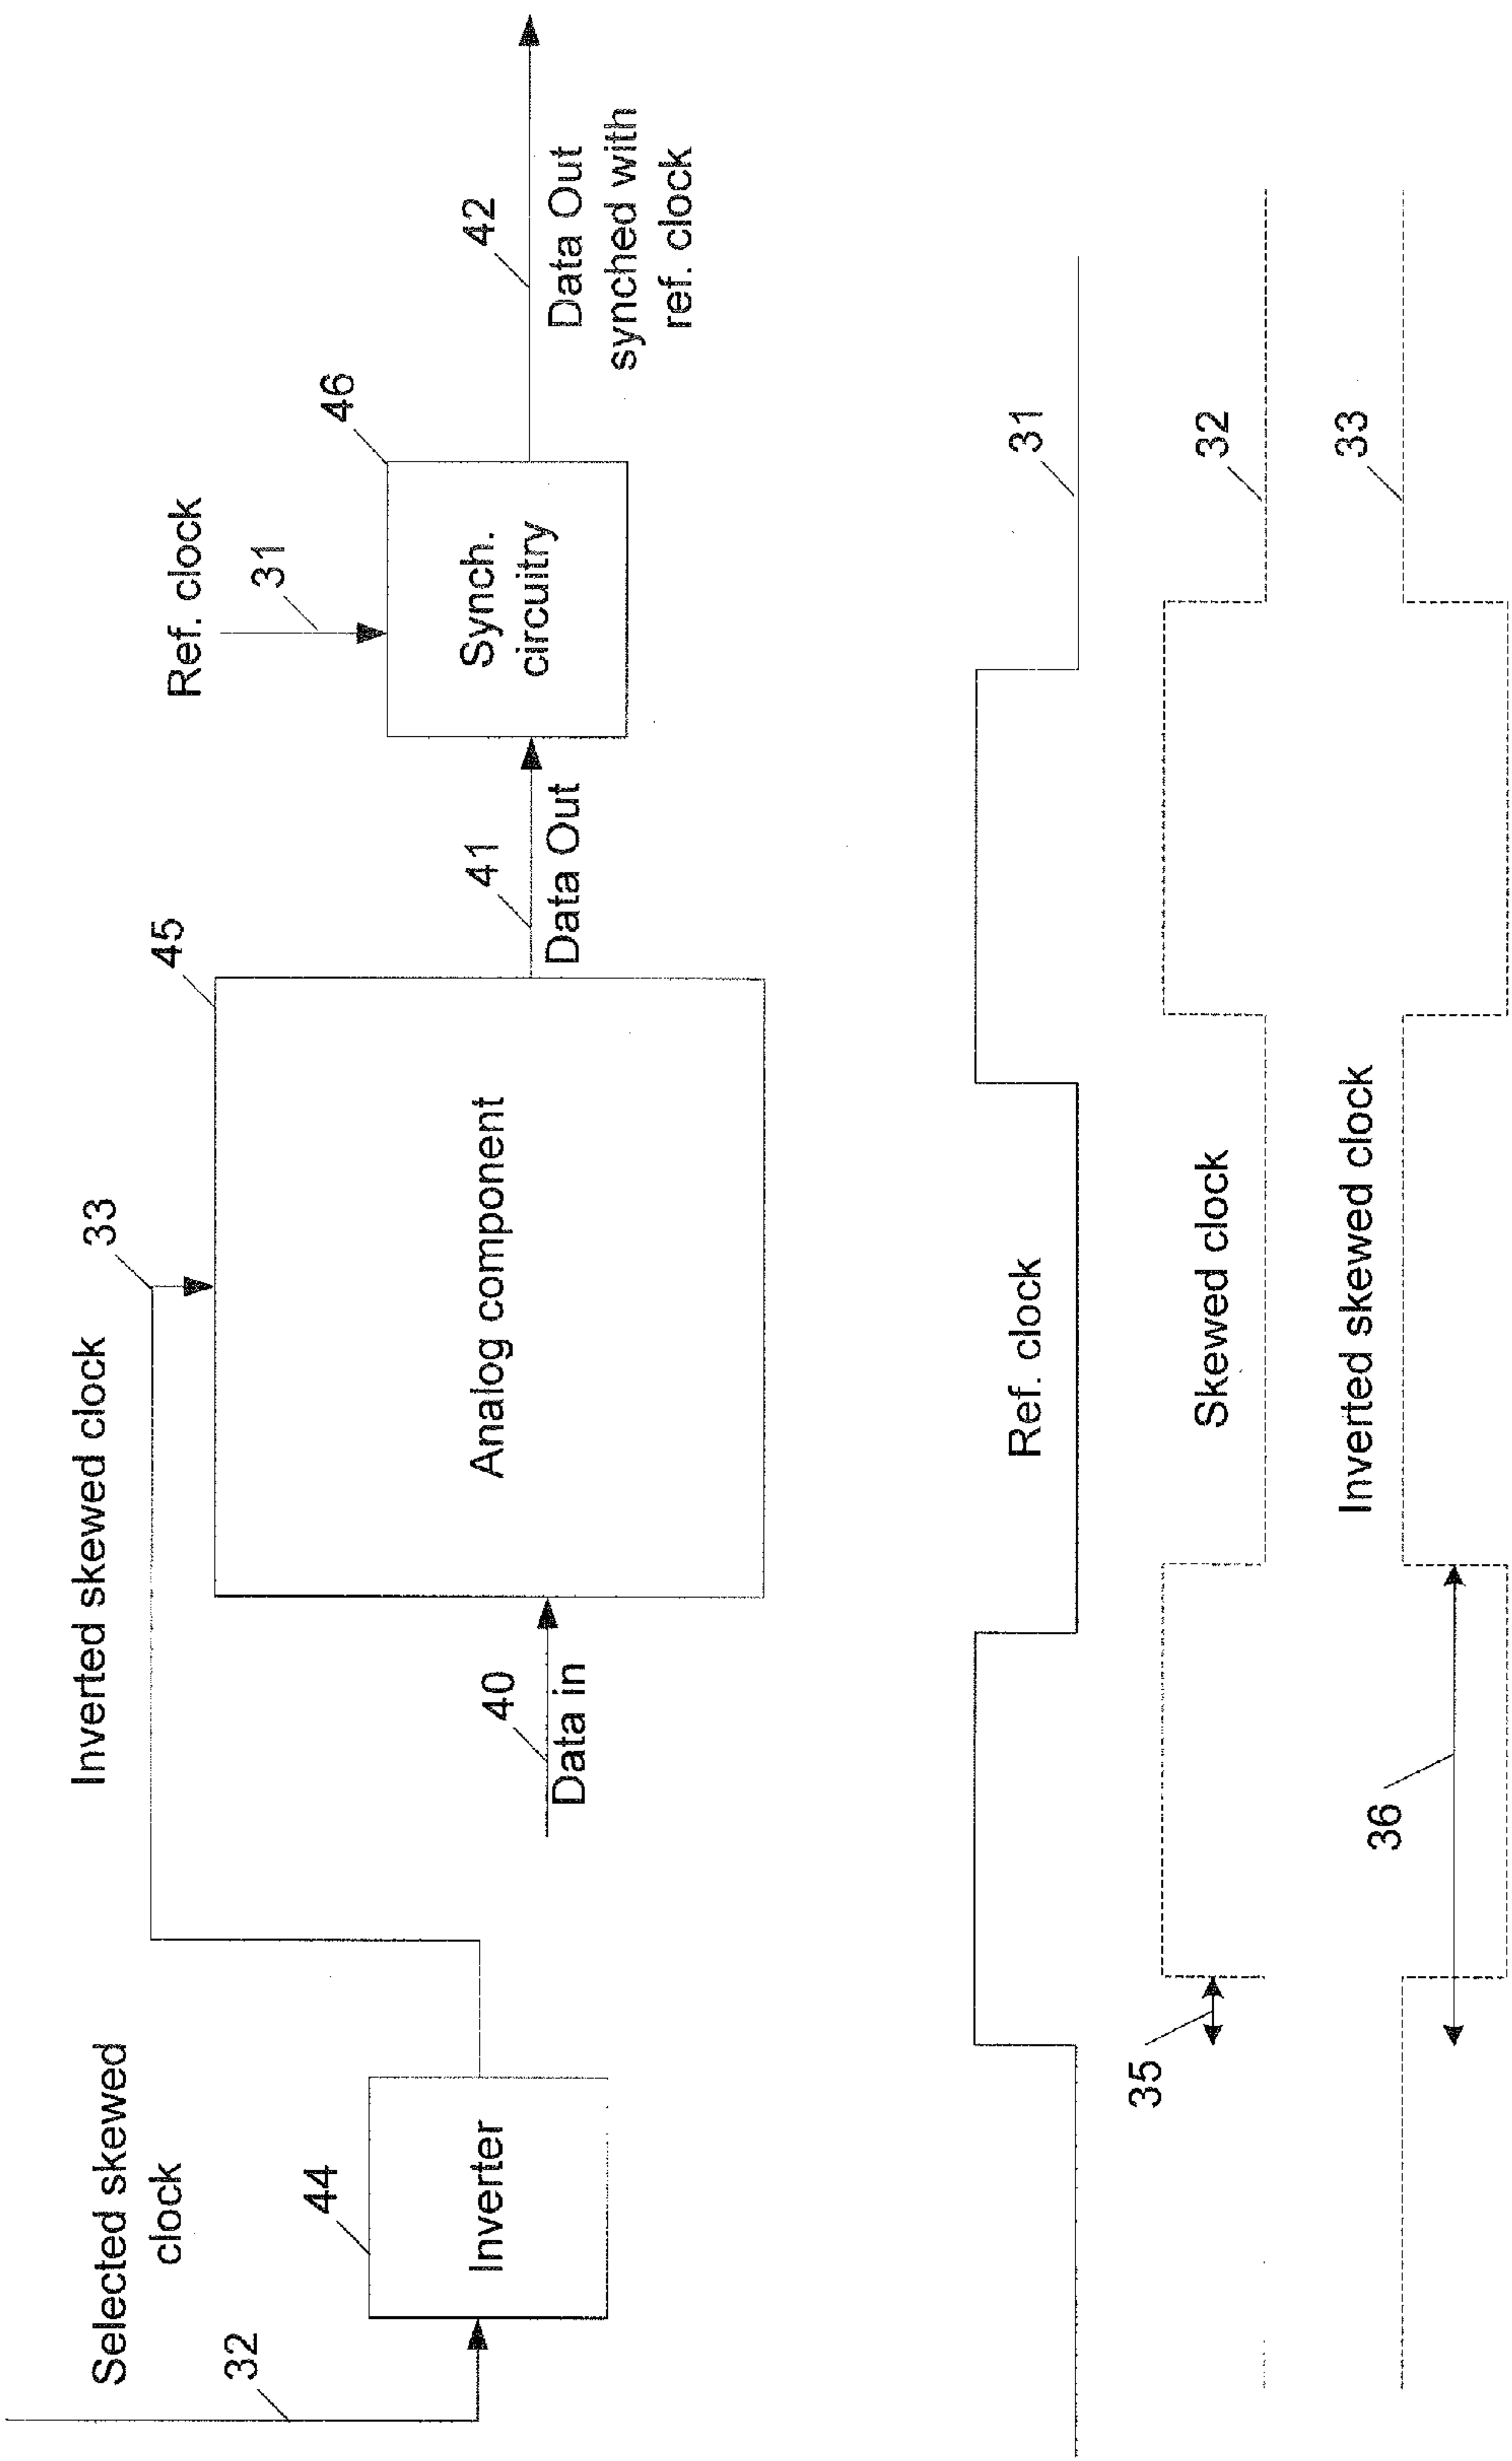 Selected skewed
clock
32
44
Inverter
Inverted skewed clock
33
40
Data in
45
Analog component
41
Data Out
Ref. clock
31
46
Synch.
circuitry
42
Data Out
synched with
ref. clock
Ref. clock
31
35
Skewed clock
32
Inverted skewed clock
33
36